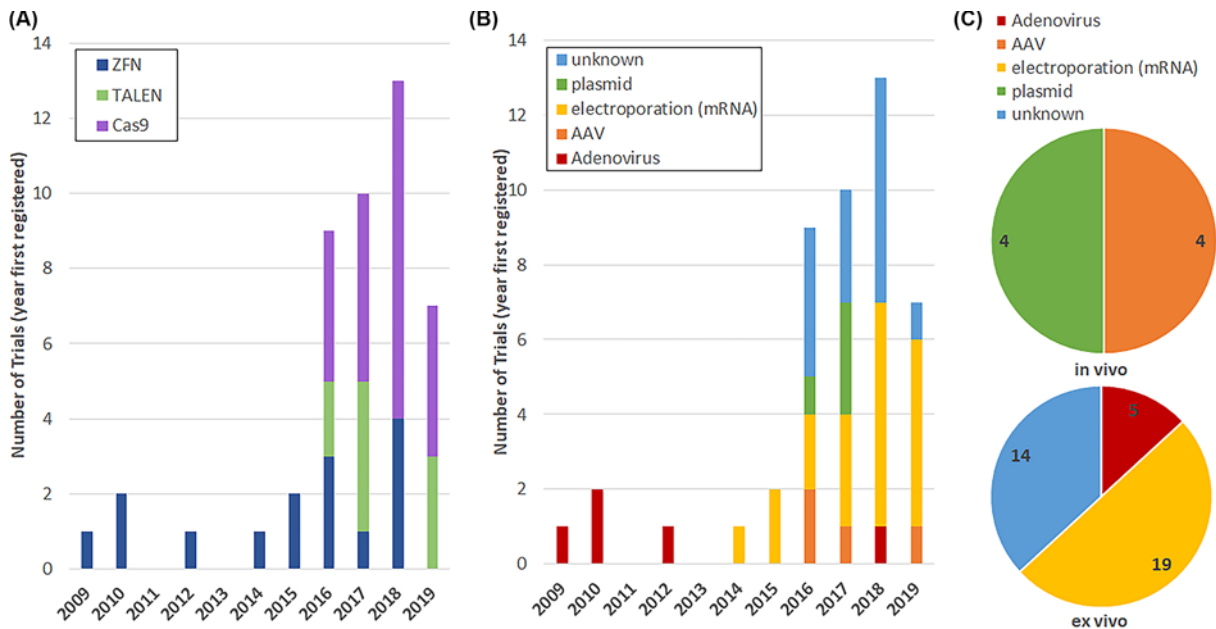 (A)
Number of Trials (year first registered)
14
12
10
8
6
4
2
0
ZFN
TALEN
Cas9
2009
2010
2011
2012
2013
2014
2015
2016
2017
2018
2019
(B)
Number of Trials (year first registered)
14
12
10
8
6
4
2
0
unknown
plasmid
electroporation (mRNA)
AAV
Adenovirus
2009
2010
2011
2012
2013
2014
2015
2016
2017
2018
2019
(C)
Adenovirus
AAV
electroporation (mRNA)
plasmid
unknown
4
4
in vivo
5
14
19
ex vivo